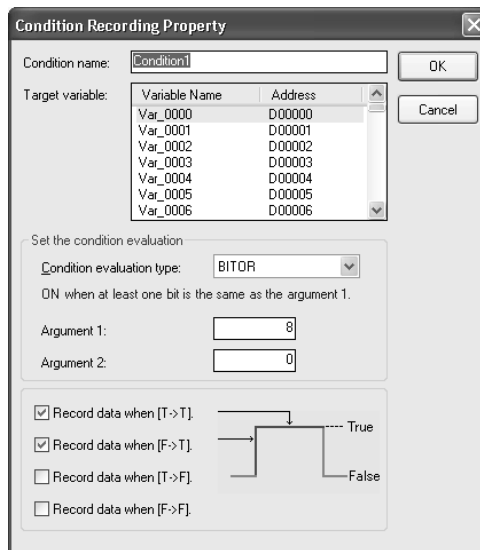 Condition Recording Property
Condition name: Condition1
OK
Target variable:
Variable Name Address
Cancel
Var_0000 D00000
Var_0001 D00001
Var_0002 D00002
Var_0003 D00003
Var_0004 D00004
Var_0005 D00005
Var_0006 D00006
Set the condition evaluation
Condition evaluation type: BITOR
ON when at least one bit is the same as the argument 1.
Argument 1: 8
Argument 2: 0
Record data when [T->T].
True
Record data when [F->T].
Record data when [T->F].
False
Record data when [F->F].